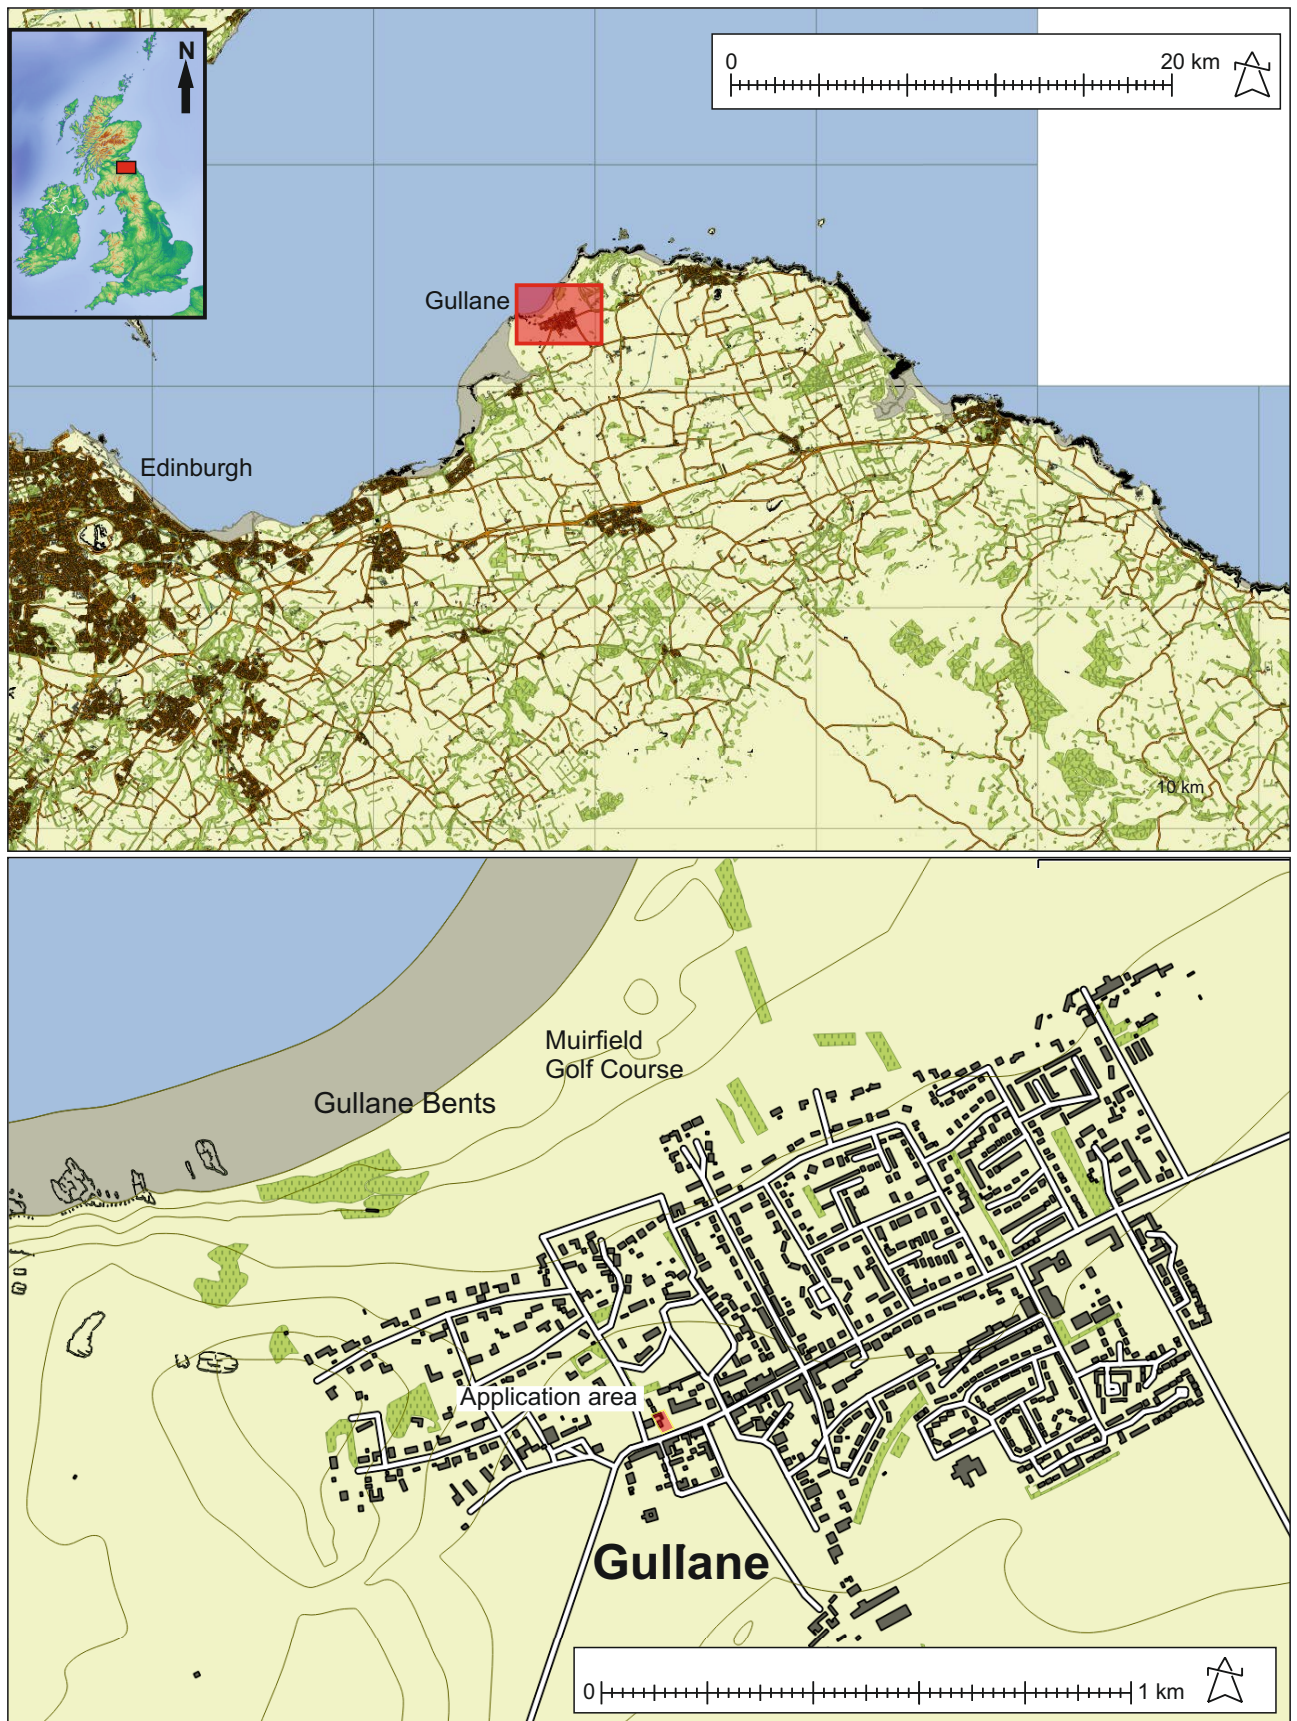 N
0 20 km
Gullane
Edinburgh
10 km
Muirfield
Golf Course
Gullane Bents
Application area
Gullane
0 1 km